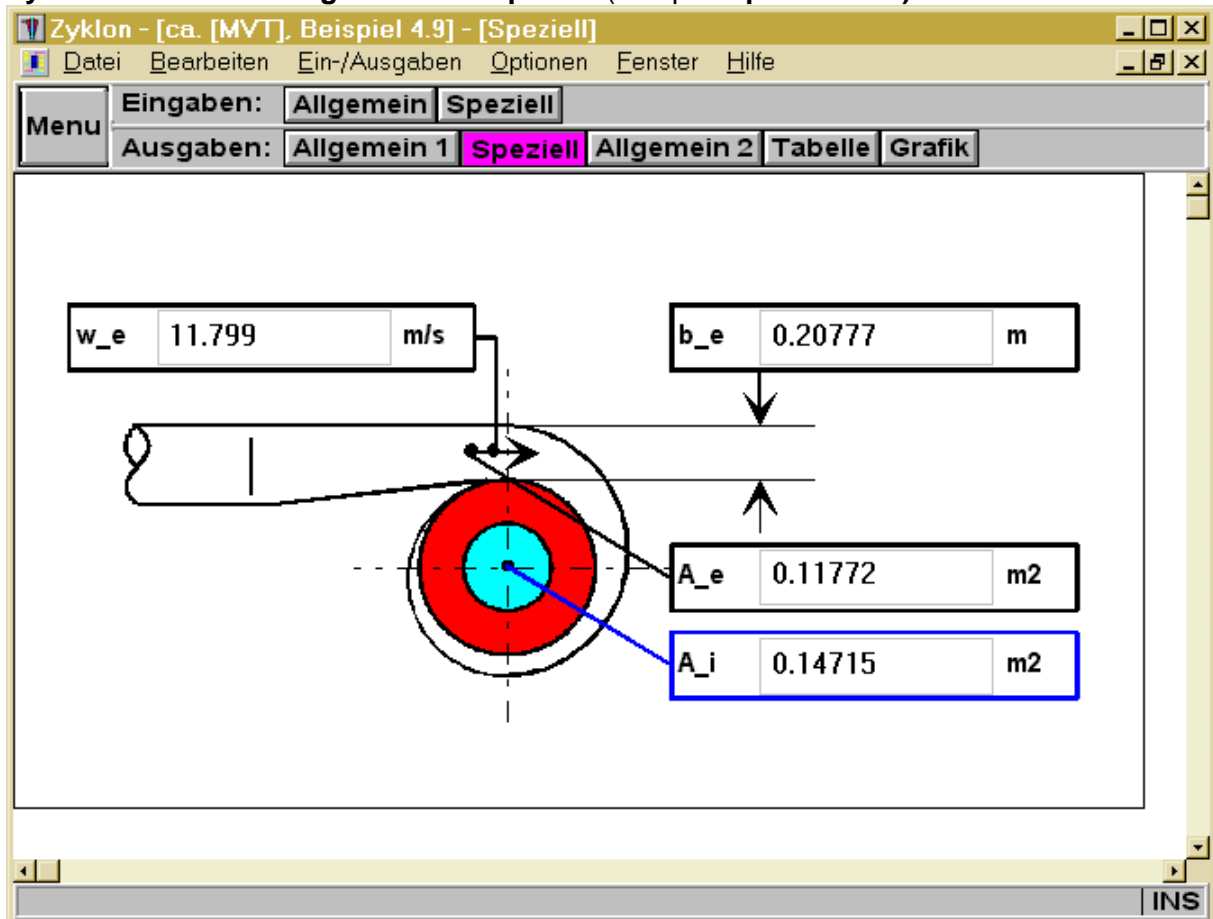 Zyklon - [ca. [MVT], Beispiel 4.9] - [Speziell]
Datei Bearbeiten Ein-/Ausgaben Optionen Fenster Hilfe
Menu
Eingaben: Allgemein Speziell
Ausgaben: Allgemein 1 Speziell Allgemein 2 Tabelle Grafik
w_e 11.799 m/s
b_e 0.20777 m
A_e 0.11772 m2
A_i 0.14715 m2
INS